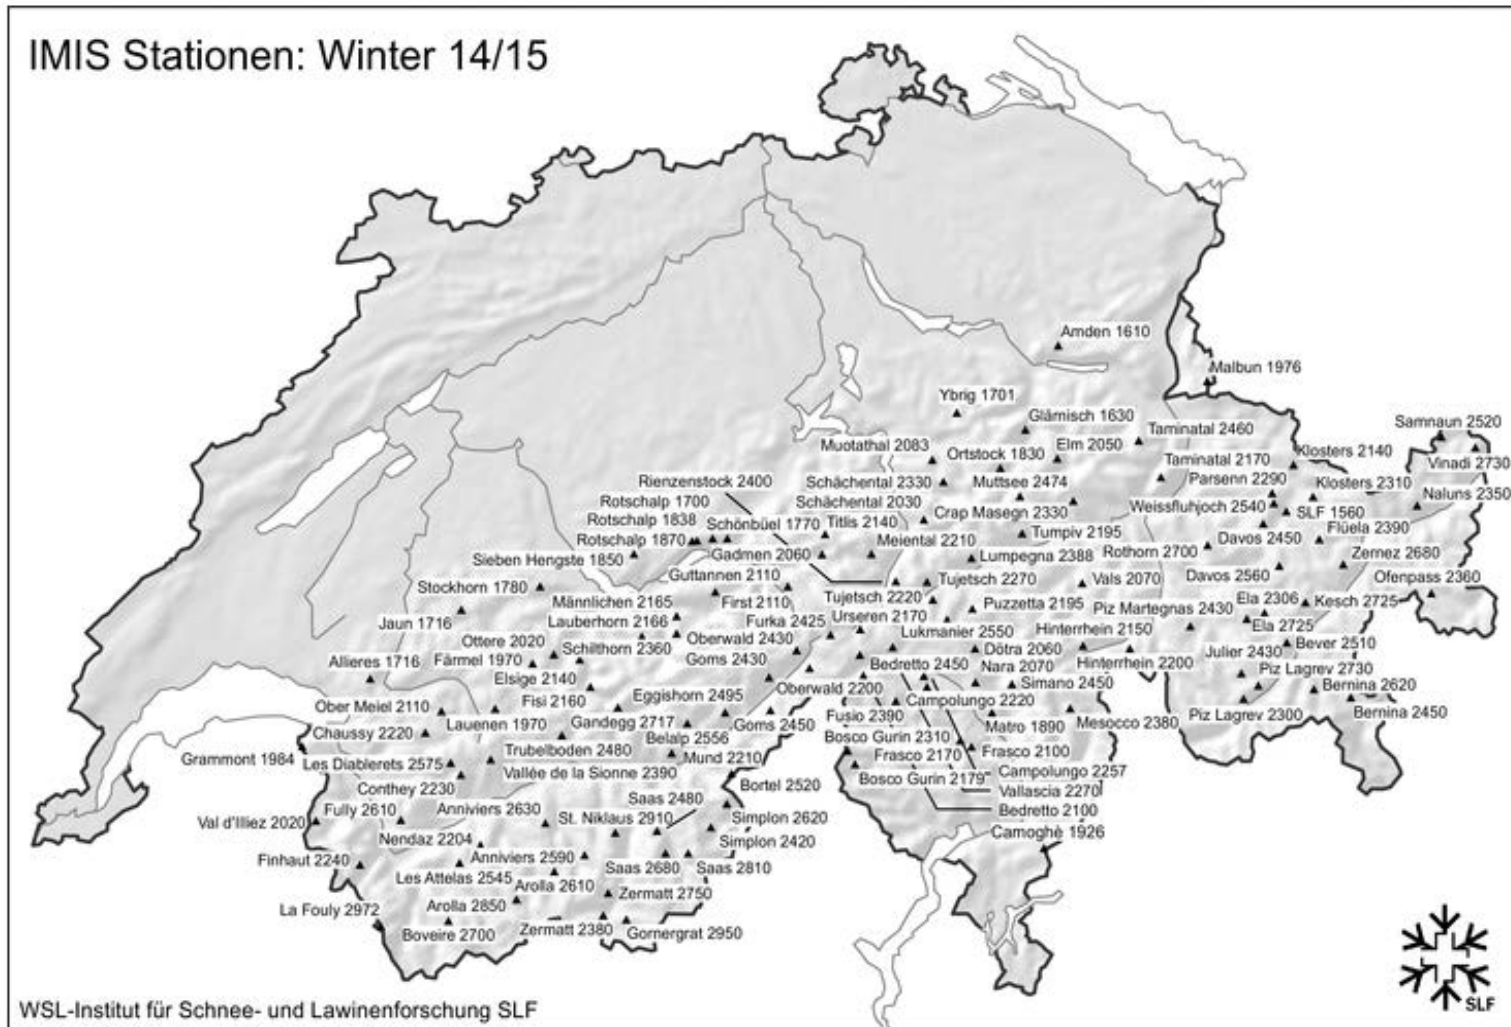 IMIS Stationen: Winter 14/15
Amden 1610
Malbun 1976
Ybrig 1701
Glämisch 1630
Samnaun 2520
Taminatal 2460
Muotathal 2083
Ortstock 1830
Elm 2050
Klosters 2140
Taminatal 2170
Vinadi 2730
Rienzenstock 2400
Schächental 2330
Muttsee 2474
Parsenn 2290
Klosters 2310
Naluns 2350
Rotschalp 1700
Schächental 2030
Crap Masegn 2330
Weissfluhjoch 2540
SLF 1560
Rotschalp 1838
Schönbüel 1770
Titlis 2140
Flüela 2390
Rotschalp 1870
Meiental 2210
Tumpiv 2195
Davos 2450
Sieben Hengste 1850
Gadmen 2060
Lumpegna 2388
Rothorn 2700
Zernez 2680
Stockhorn 1780
Guttannen 2110
Tujetsch 2270
Vals 2070
Davos 2560
Ofenpass 2360
Männlichen 2165
First 2110
Tujetsch 2220
Puzzetta 2195
Piz Martegnas 2430
Ela 2306
Kesch 2725
Jaun 1716
Lauberhorn 2166
Furka 2425
Urseren 2170
Ela 2725
Ottere 2020
Oberwald 2430
Lukmanier 2550
Hinterrhein 2150
Bever 2510
Allieres 1716
Färmel 1970
Schilthorn 2360
Goms 2430
Dötra 2060
Julier 2430
Elsige 2140
Bedretto 2450
Nara 2070
Hinterrhein 2200
Piz Lagrev 2730
Fisi 2160
Eggishorn 2495
Oberwald 2200
Simano 2450
Bernina 2620
Ober Meiel 2110
Lauenen 1970
Gandegg 2717
Goms 2450
Fusio 2390
Campolungo 2220
Piz Lagrev 2300
Bernina 2450
Chaussy 2220
Belalp 2556
Bosco Gurin 2310
Matro 1890
Mesocco 2380
Grammont 1984
Les Diablerets 2575
Trubelboden 2480
Mund 2210
Frasco 2170
Frasco 2100
Conthey 2230
Vallée de la Sionne 2390
Bortel 2520
Bosco Gurin 2179
Campolungo 2257
Vallascia 2270
Fully 2610
Anniviers 2630
Saas 2480
Simplon 2620
Bedretto 2100
Val d'Illiez 2020
St. Niklaus 2910
Camoghè 1926
Nendaz 2204
Simplon 2420
Finhaut 2240
Anniviers 2590
Saas 2680
Saas 2810
Les Attelas 2545
Arolla 2610
Zermatt 2750
La Fouly 2972
Arolla 2850
Boveire 2700
Zermatt 2380
Gornergrat 2950
WSL-Institut für Schnee- und Lawinenforschung SLF
SLF